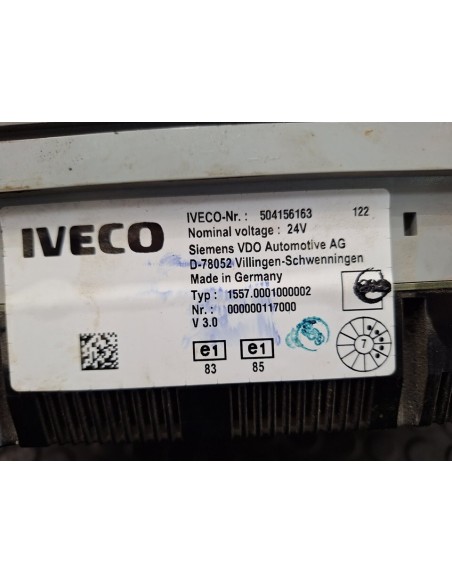 IVECO
IVECO-Nr. : 504156163 122
Nominal voltage : 24V
Siemens VDO Automotive AG
D-78052 Villingen-Schwenningen
Made in Germany
Typ : 1557.0001000002
Nr. : 000000117000
V 3.0
e1 e1
83 85
7